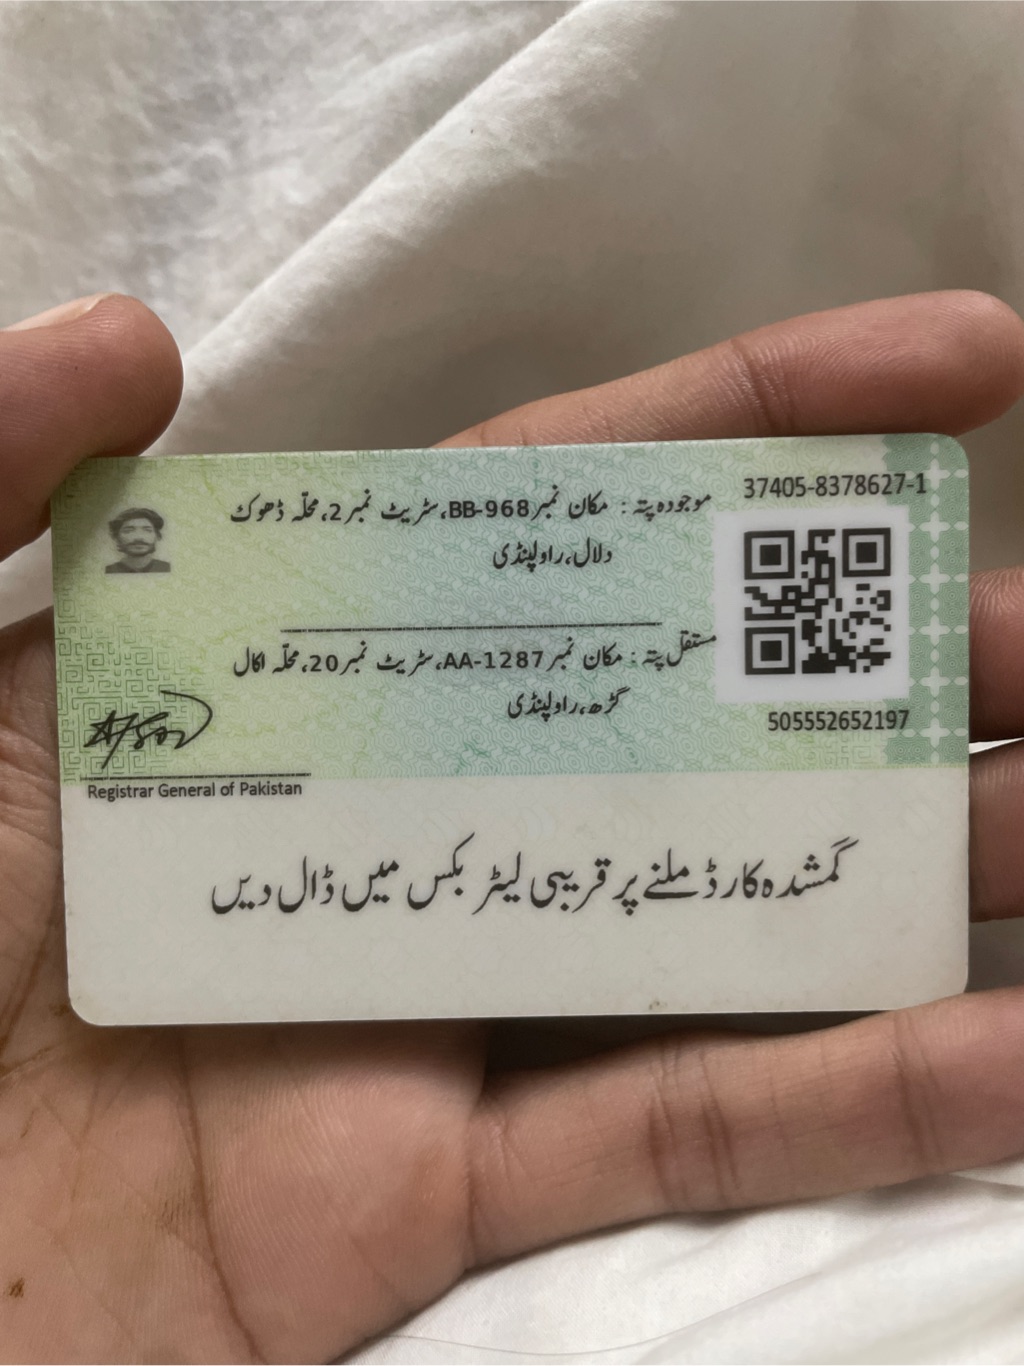 37405-8378627-1
موجودہ پتہ: مکان نمبر BB-968، سٹریٹ نمبر 2، محلہ ڈھوک
دلال، راولپنڈی
مستقل پتہ: مکان نمبر AA-1287، سٹریٹ نمبر 20، محلہ اکال
گڑھ، راولپنڈی
505552652197
Registrar General of Pakistan
گمشدہ کارڈ ملنے پر قریبی لیٹر بکس میں ڈال دیں